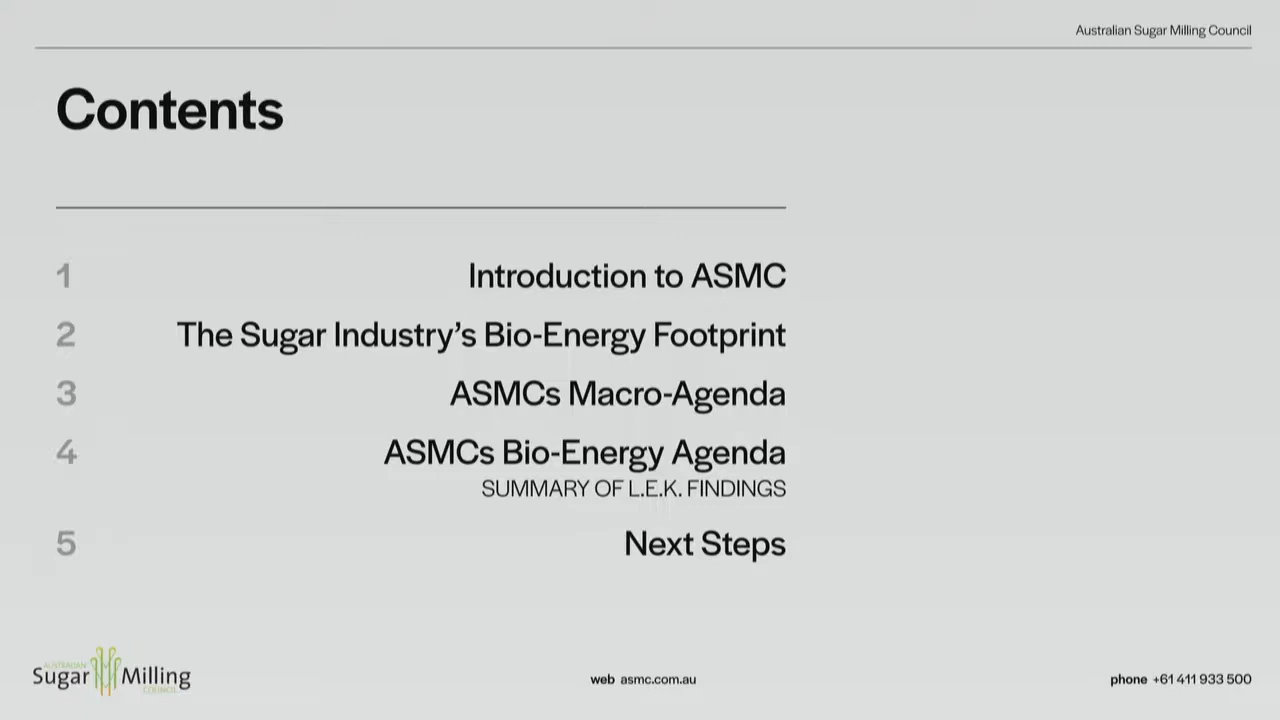 Australian Sugar Milling Council
Contents
1 Introduction to ASMC
2 The Sugar Industry’s Bio-Energy Footprint
3 ASMCs Macro-Agenda
4 ASMCs Bio-Energy Agenda
SUMMARY OF L.E.K. FINDINGS
5 Next Steps
AUSTRALIAN
Sugar Milling
COUNCIL
web asmc.com.au
phone +61 411 933 500